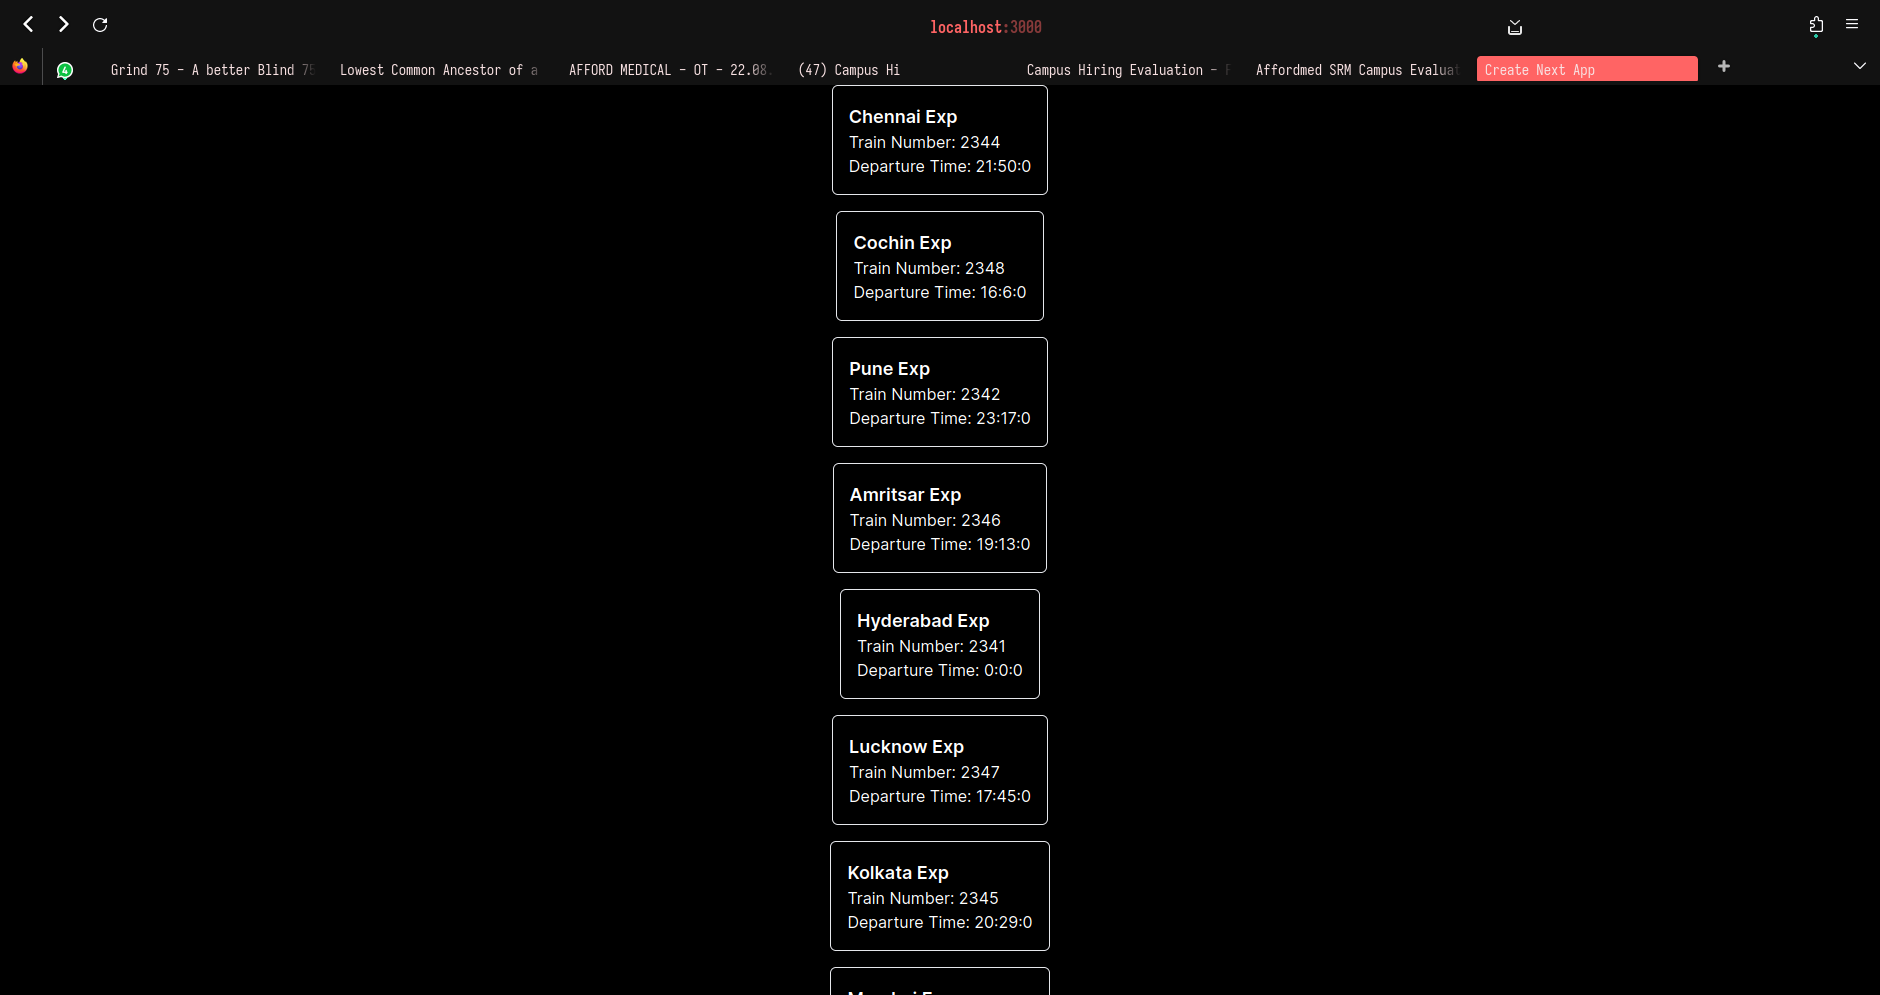 localhost:3000
4
Grind 75 - A better Blind 75
Lowest Common Ancestor of a
AFFORD MEDICAL - OT - 22.08.
(47) Campus Hi
Campus Hiring Evaluation -
Affordmed SRM Campus Evaluat
Create Next App
Chennai Exp
Train Number: 2344
Departure Time: 21:50:0
Cochin Exp
Train Number: 2348
Departure Time: 16:6:0
Pune Exp
Train Number: 2342
Departure Time: 23:17:0
Amritsar Exp
Train Number: 2346
Departure Time: 19:13:0
Hyderabad Exp
Train Number: 2341
Departure Time: 0:0:0
Lucknow Exp
Train Number: 2347
Departure Time: 17:45:0
Kolkata Exp
Train Number: 2345
Departure Time: 20:29:0